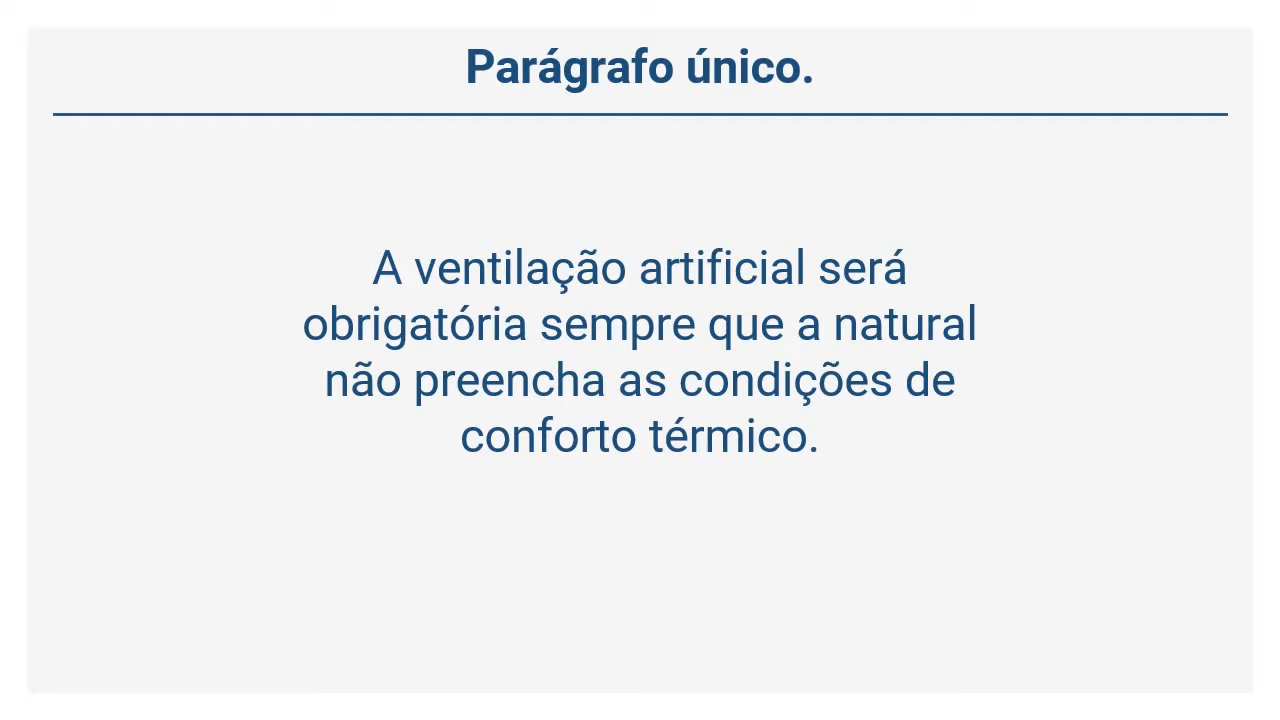 Parágrafo único.
A ventilação artificial será
obrigatória sempre que a natural
não preencha as condições de
conforto térmico.